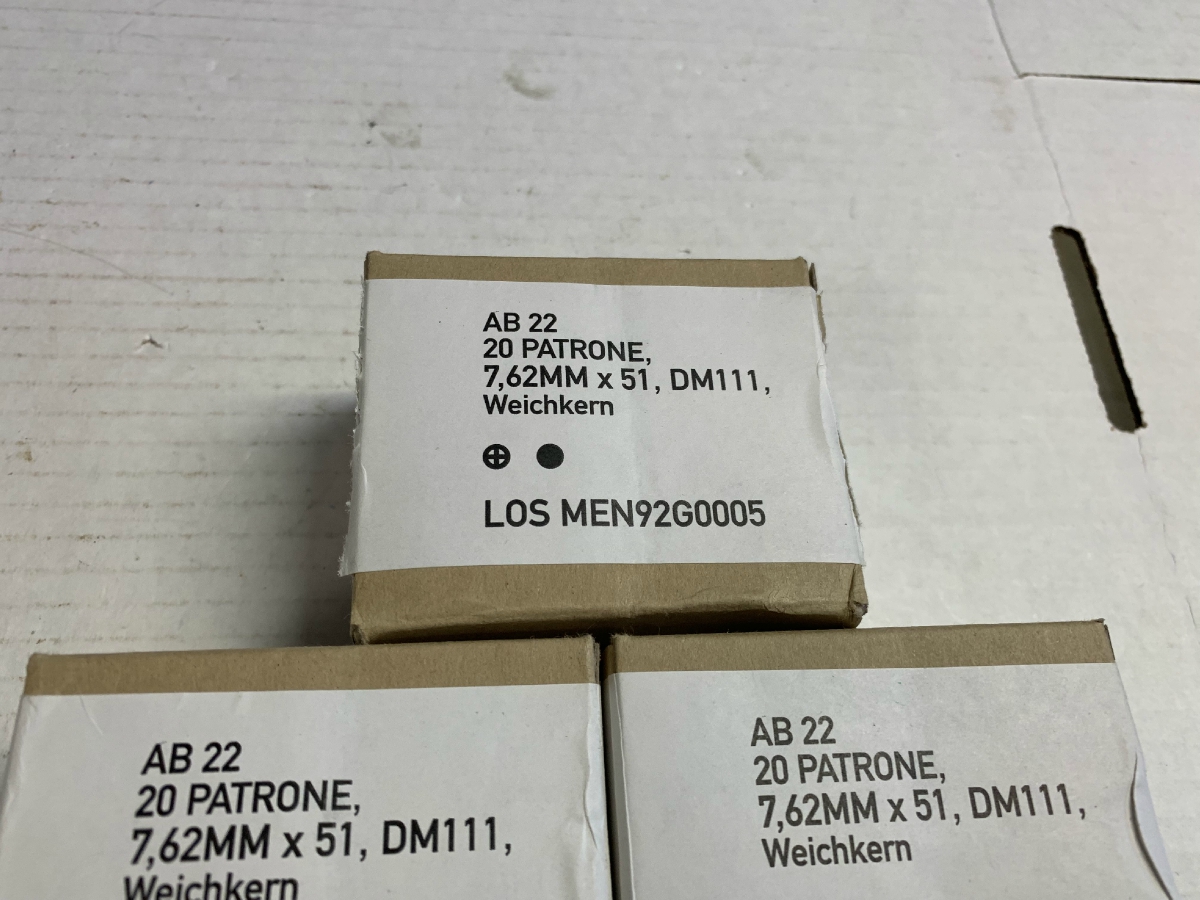 AB 22
20 PATRONE,
7,62MM x 51, DM111,
Weichkern
LOS MEN92G0005
AB 22
20 PATRONE,
7,62MM x 51, DM111,
Weichkern
AB 22
20 PATRONE,
7,62MM x 51, DM111,
Weichkern